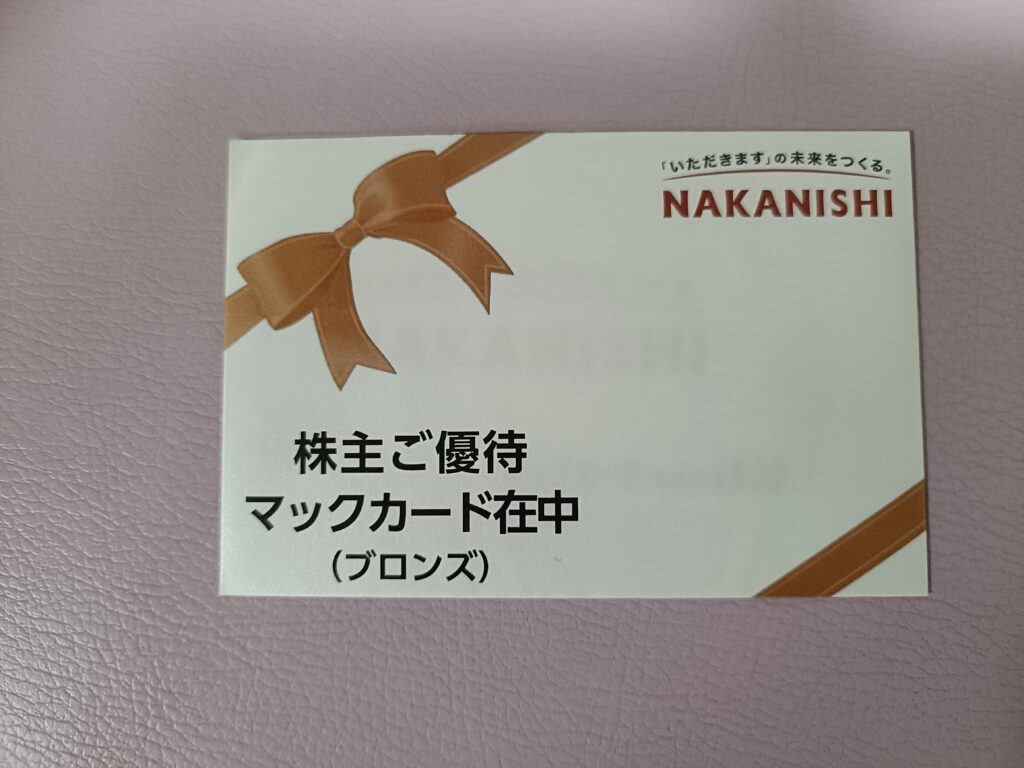 「いただきます」の未来をつくる。
NAKANISHI
株主ご優待
マックカード在中
(ブロンズ)